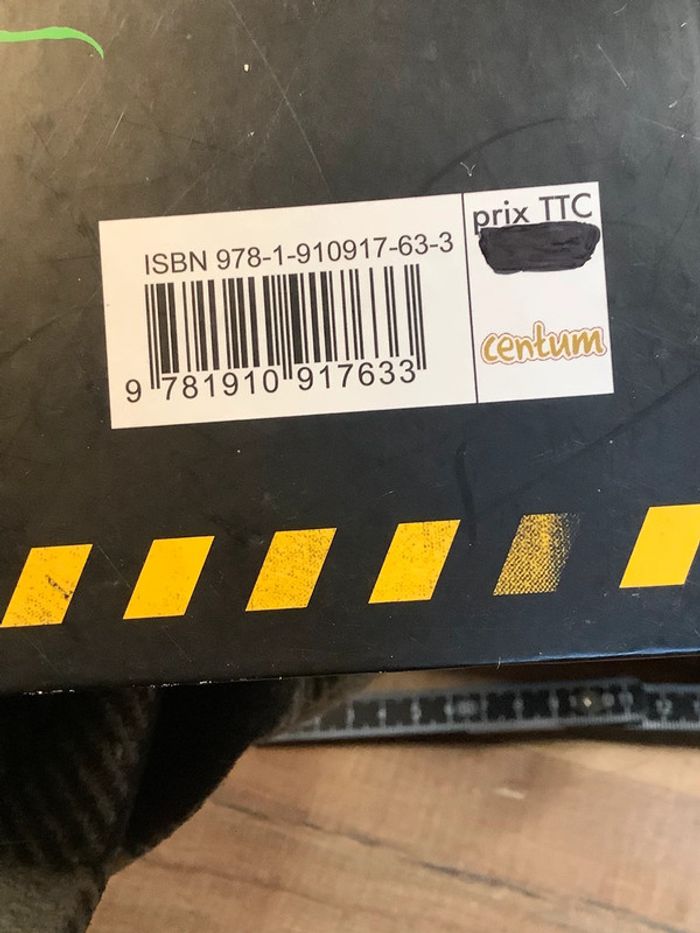 ISBN 978-1-910917-63-3
9 781910 917633
prix TTC
centum